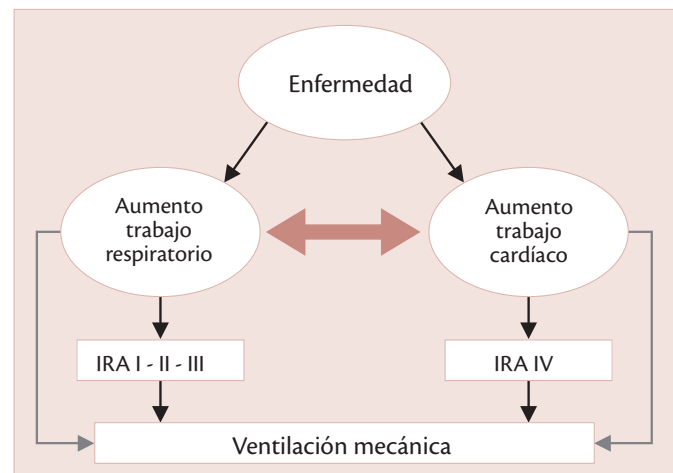 Enfermedad
Aumento
trabajo
respiratorio
Aumento
trabajo
cardíaco
IRA I - II - III
IRA IV
Ventilación mecánica